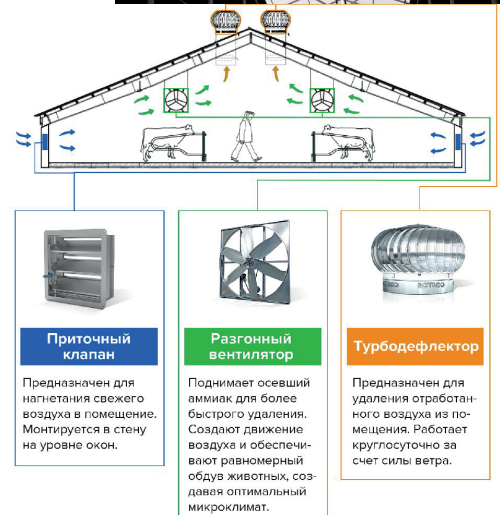 Приточный
клапан
Предназначен для
нагнетания свежего
воздуха в помещение.
Монтируется в стену
на уровне окон.
Разгонный
вентилятор
Поднимает осевший
аммиак для более
быстрого удаления.
Создают движение
воздуха и обеспечи-
вают равномерный
обдув животных, соз-
давая оптимальный
микроклимат.
ROTADO
Турбодефлектор
Предназначен для
удаления отработан-
ного воздуха из по-
мещения. Работает
круглосуточно за
счет силы ветра.